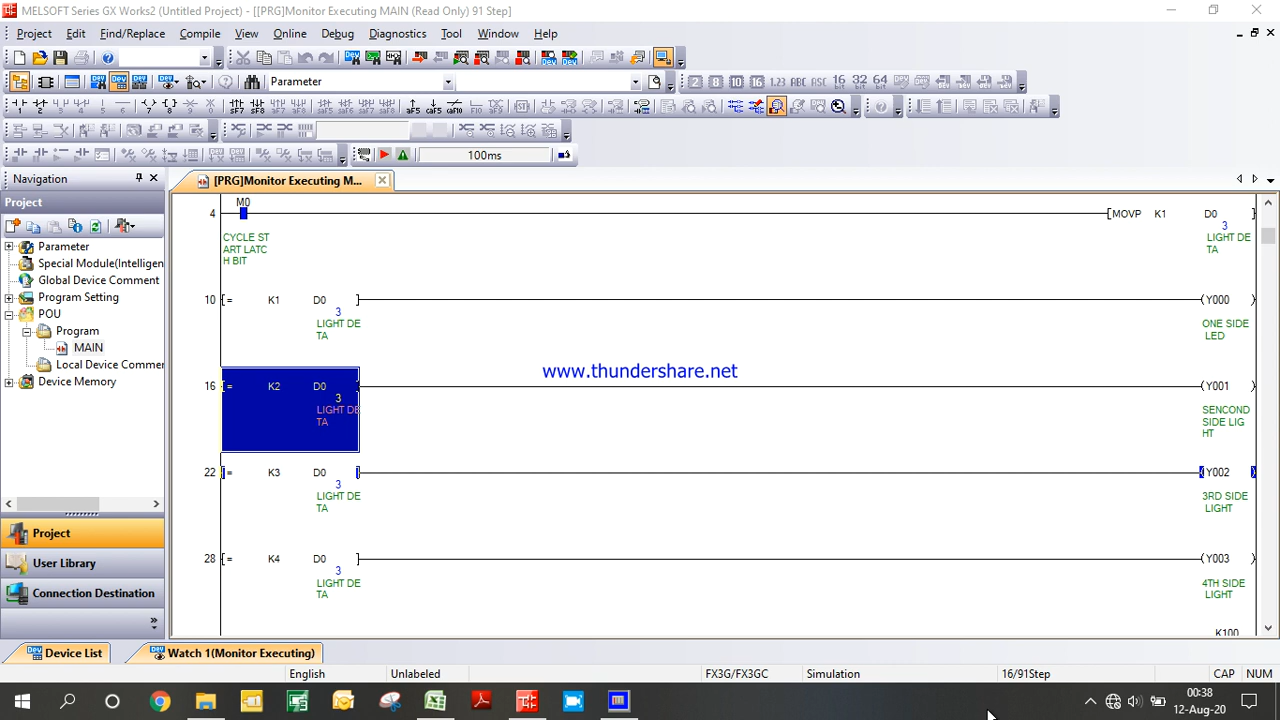 MELSOFT Series GX Works2 (Untitled Project) - [[PRG]Monitor Executing MAIN (Read Only) 91 Step]
Project Edit Find/Replace Compile View Online Debug Diagnostics Tool Window Help
Parameter
100ms
Navigation
[PRG]Monitor Executing M...
Project
Parameter
Special Module(Intelligen
Global Device Comment
Program Setting
POU
Program
MAIN
Local Device Commer
Device Memory
Project
User Library
Connection Destination
M0
4 [MOVP K1 D0 ]
3
CYCLE ST
ART LATC
H BIT
LIGHT DE
TA
10 [= K1 D0 ] (Y000 )
3
LIGHT DE
TA
ONE SIDE
LED
www.thundershare.net
16 [= K2 D0 ] (Y001 )
3
LIGHT DE
TA
SENCOND
SIDE LIG
HT
22 [= K3 D0 ] (Y002 )
3
LIGHT DE
TA
3RD SIDE
LIGHT
28 [= K4 D0 ] (Y003 )
3
LIGHT DE
TA
4TH SIDE
LIGHT
K100
Device List Watch 1(Monitor Executing)
English Unlabeled FX3G/FX3GC Simulation 16/91Step CAP NUM
00:38
12-Aug-20